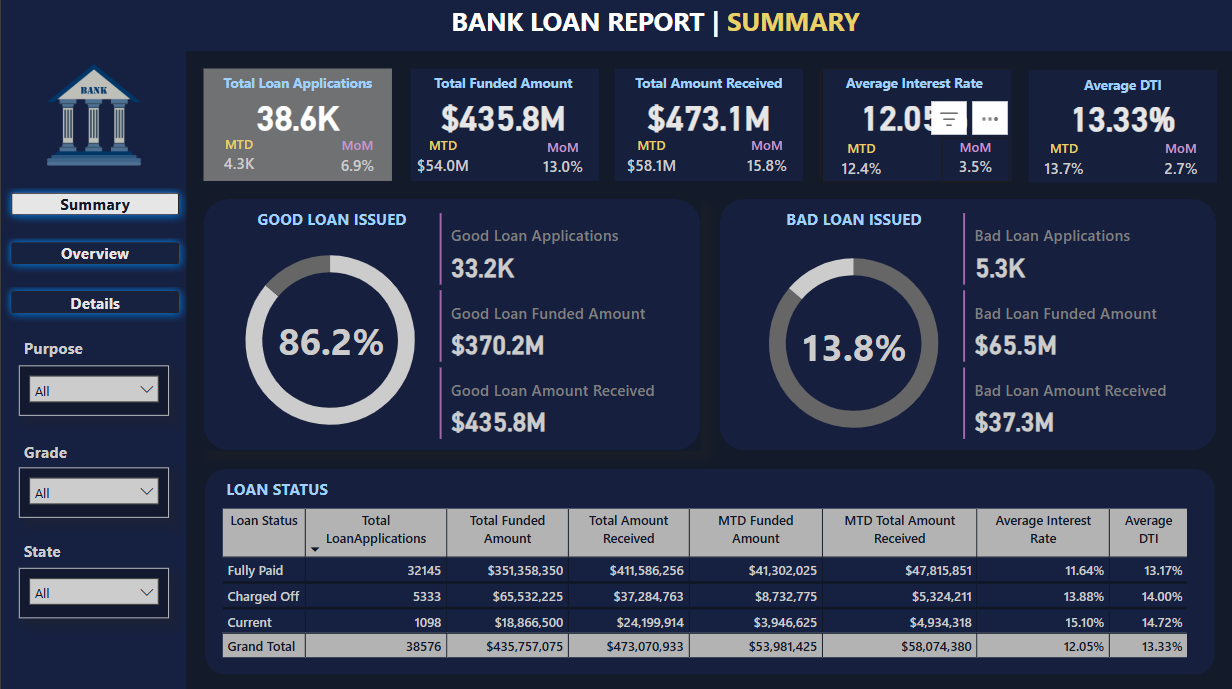 BANK LOAN REPORT | SUMMARY
BANK
Summary
Overview
Details
Purpose
All
Grade
All
State
All
Total Loan Applications
38.6K
MTD MoM
4.3K 6.9%
Total Funded Amount
$435.8M
MTD MoM
$54.0M 13.0%
Total Amount Received
$473.1M
MTD MoM
$58.1M 15.8%
Average Interest Rate
12.05
MTD MoM
12.4% 3.5%
Average DTI
13.33%
MTD MoM
13.7% 2.7%
GOOD LOAN ISSUED
86.2%
Good Loan Applications
33.2K
Good Loan Funded Amount
$370.2M
Good Loan Amount Received
$435.8M
BAD LOAN ISSUED
13.8%
Bad Loan Applications
5.3K
Bad Loan Funded Amount
$65.5M
Bad Loan Amount Received
$37.3M
LOAN STATUS
Loan Status Total LoanApplications Total Funded Amount Total Amount Received MTD Funded Amount MTD Total Amount Received Average Interest Rate Average DTI
Fully Paid 32145 $351,358,350 $411,586,256 $41,302,025 $47,815,851 11.64% 13.17%
Charged Off 5333 $65,532,225 $37,284,763 $8,732,775 $5,324,211 13.88% 14.00%
Current 1098 $18,866,500 $24,199,914 $3,946,625 $4,934,318 15.10% 14.72%
Grand Total 38576 $435,757,075 $473,070,933 $53,981,425 $58,074,380 12.05% 13.33%